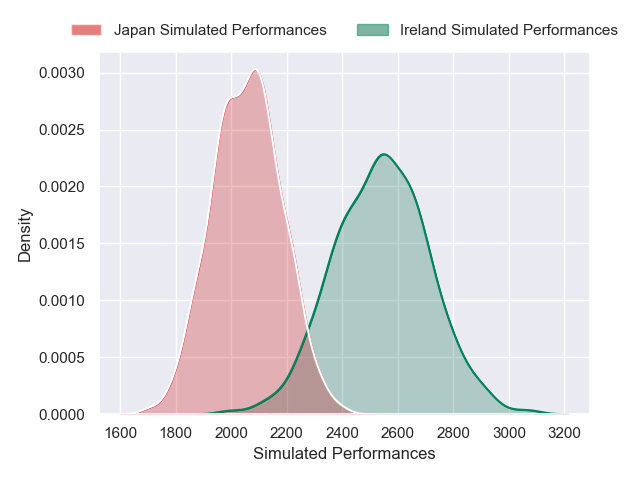 Japan Simulated Performances
Ireland Simulated Performances
0.0030
0.0025
0.0020
0.0015
0.0010
0.0005
0.0000
Density
1600 1800 2000 2200 2400 2600 2800 3000 3200
Simulated Performances